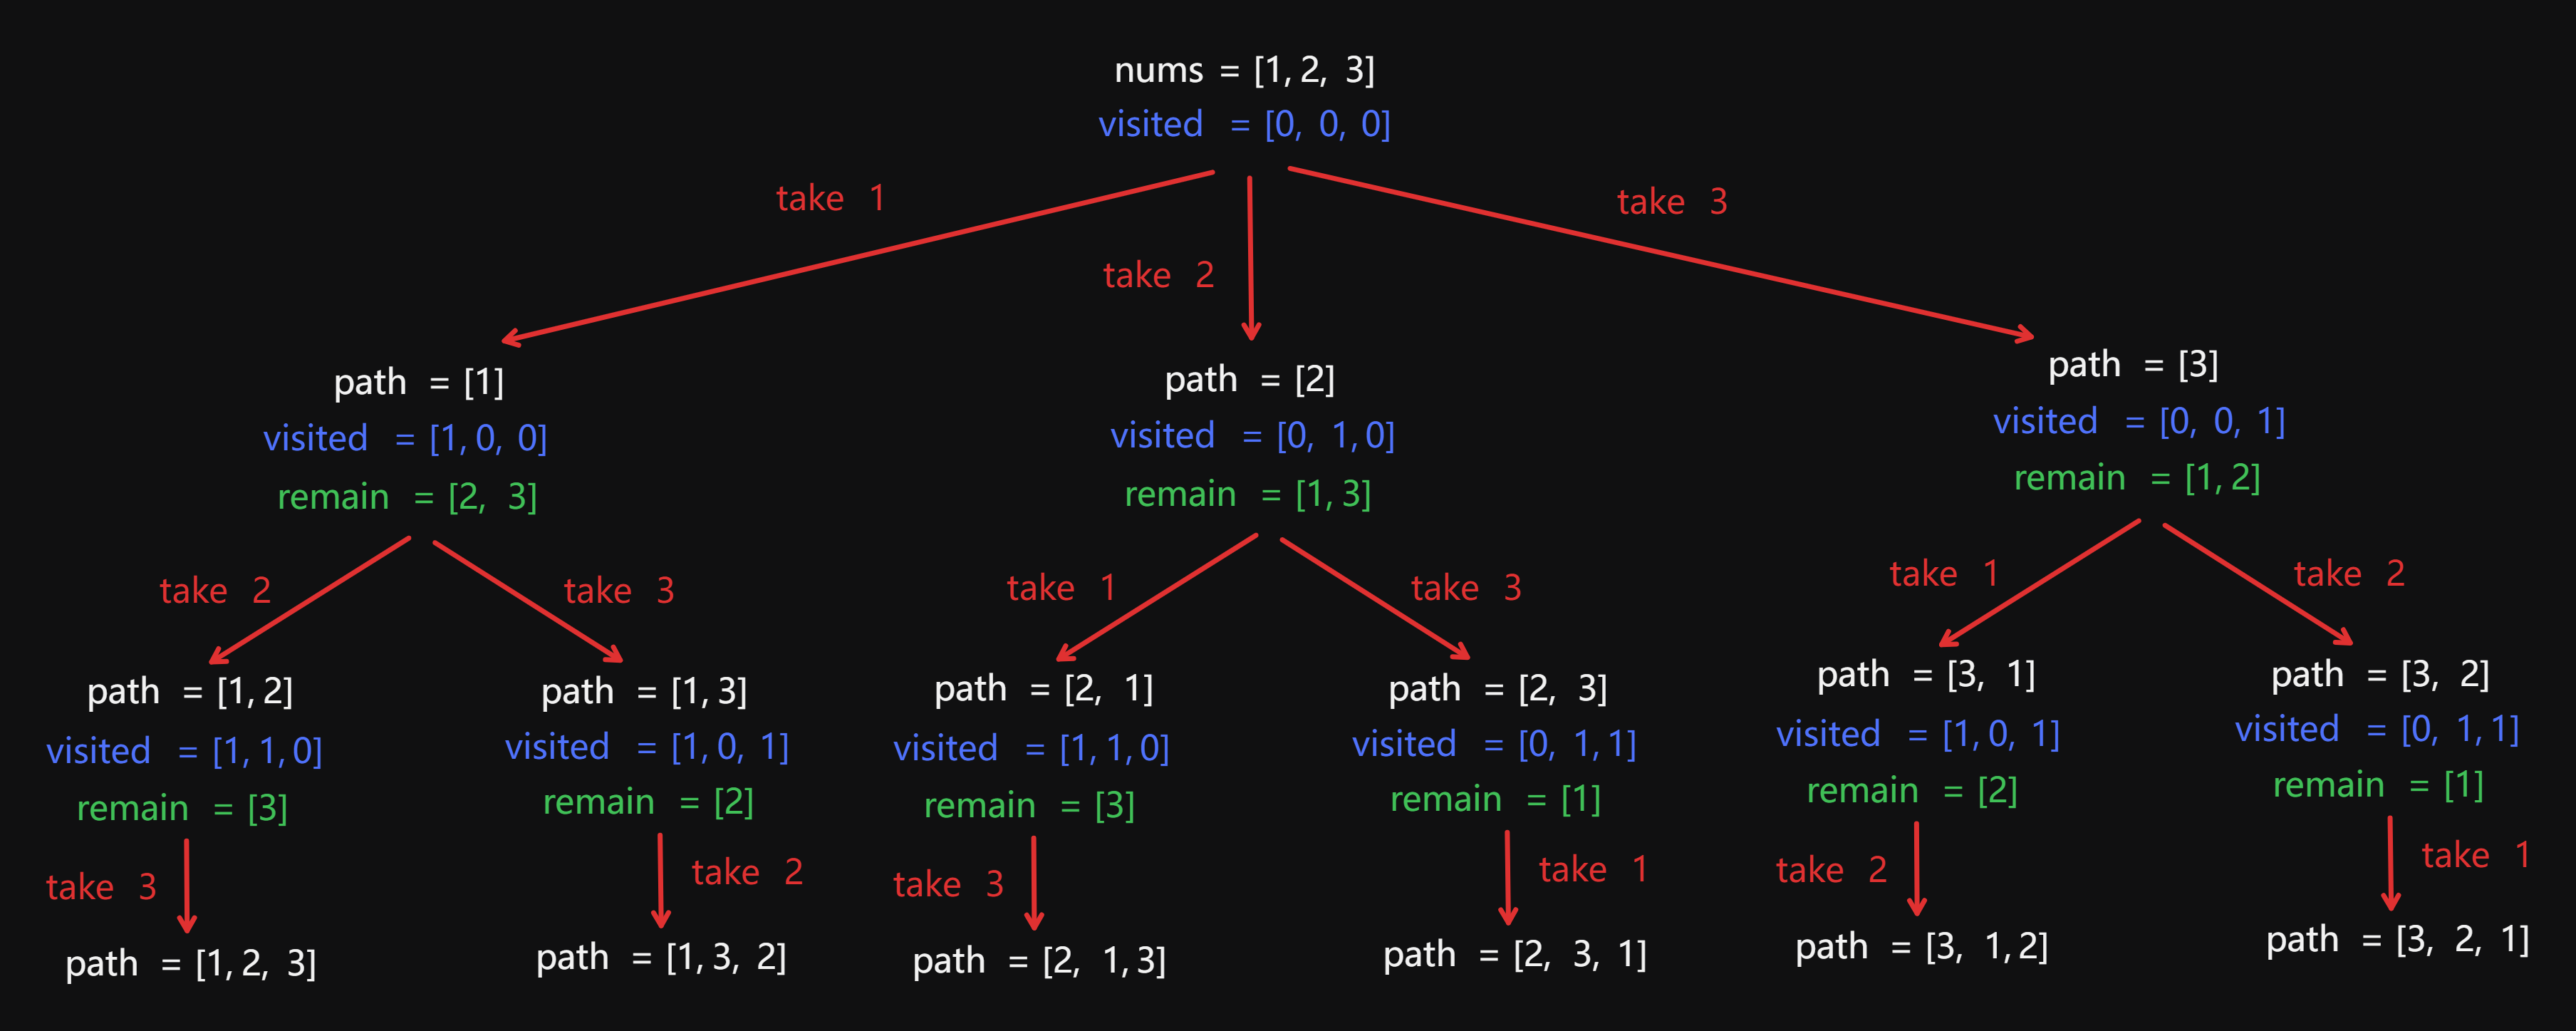 nums = [1, 2, 3]
visited = [0, 0, 0]
take 1
take 3
take 2
path = [1]
visited = [1, 0, 0]
remain = [2, 3]
path = [2]
visited = [0, 1, 0]
remain = [1, 3]
path = [3]
visited = [0, 0, 1]
remain = [1, 2]
take 2
take 3
take 1
take 3
take 1
take 2
path = [1, 2]
visited = [1, 1, 0]
remain = [3]
path = [1, 3]
visited = [1, 0, 1]
remain = [2]
path = [2, 1]
visited = [1, 1, 0]
remain = [3]
path = [2, 3]
visited = [0, 1, 1]
remain = [1]
path = [3, 1]
visited = [1, 0, 1]
remain = [2]
path = [3, 2]
visited = [0, 1, 1]
remain = [1]
take 3
take 2
take 3
take 1
take 2
take 1
path = [1, 2, 3]
path = [1, 3, 2]
path = [2, 1, 3]
path = [2, 3, 1]
path = [3, 1, 2]
path = [3, 2, 1]